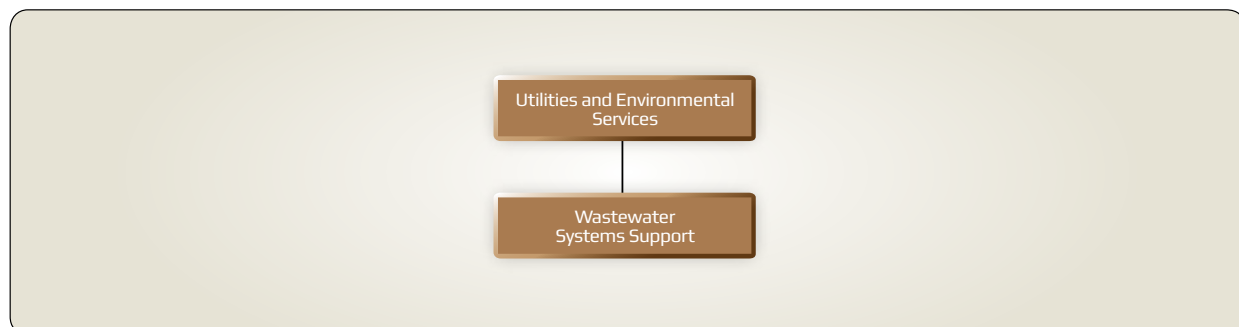 Utilities and Environmental
Services
Wastewater
Systems Support